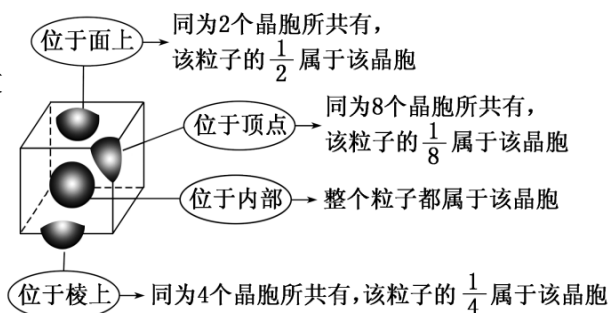 位于面上
同为2个晶胞所共有，
该粒子的1/2属于该晶胞
位于顶点
同为8个晶胞所共有，
该粒子的1/8属于该晶胞
位于内部
整个粒子都属于该晶胞
位于棱上
同为4个晶胞所共有，该粒子的1/4属于该晶胞